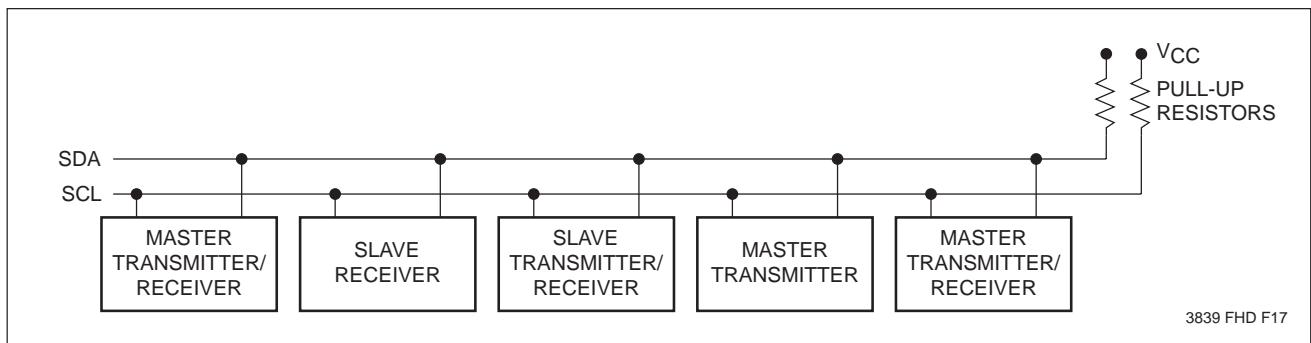 VCC
PULL-UP
RESISTORS
SDA
SCL
MASTER
TRANSMITTER/
RECEIVER
SLAVE
RECEIVER
SLAVE
TRANSMITTER/
RECEIVER
MASTER
TRANSMITTER
MASTER
TRANSMITTER/
RECEIVER
3839 FHD F17